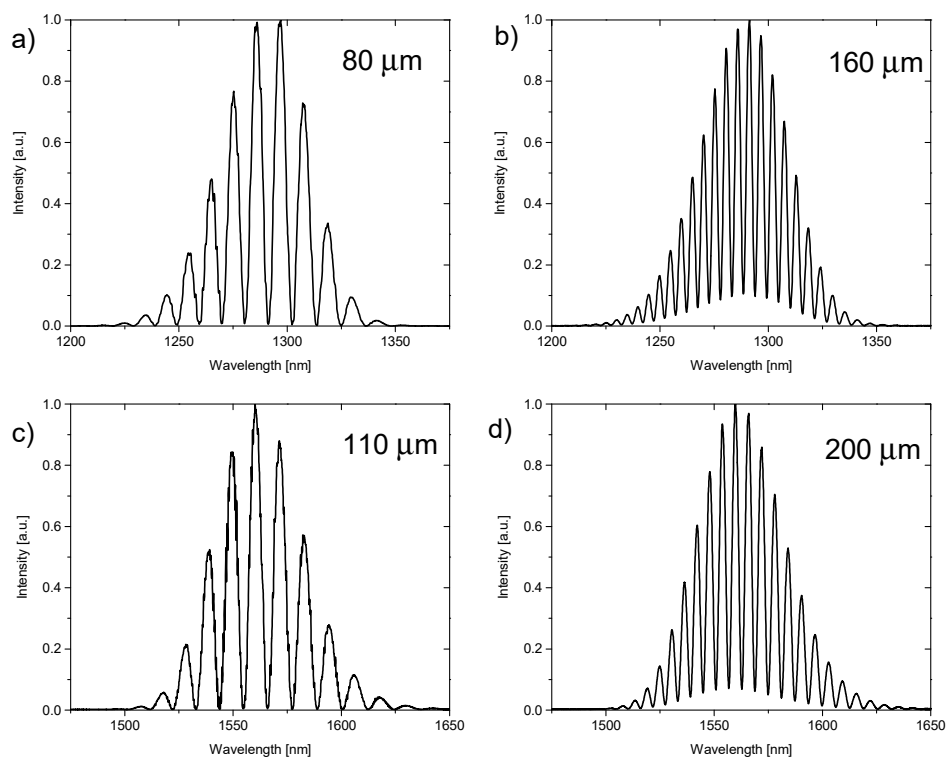 a)
80 μm
Intensity [a.u.]
1.0
0.8
0.6
0.4
0.2
0.0
1200
1250
1300
1350
Wavelength [nm]
b)
160 μm
Intensity [a.u.]
1.0
0.8
0.6
0.4
0.2
0.0
1200
1250
1300
1350
Wavelength [nm]
c)
110 μm
Intensity [a.u.]
1.0
0.8
0.6
0.4
0.2
0.0
1500
1550
1600
1650
Wavelength [nm]
d)
200 μm
Intensity [a.u.]
1.0
0.8
0.6
0.4
0.2
0.0
1500
1550
1600
1650
Wavelength [nm]